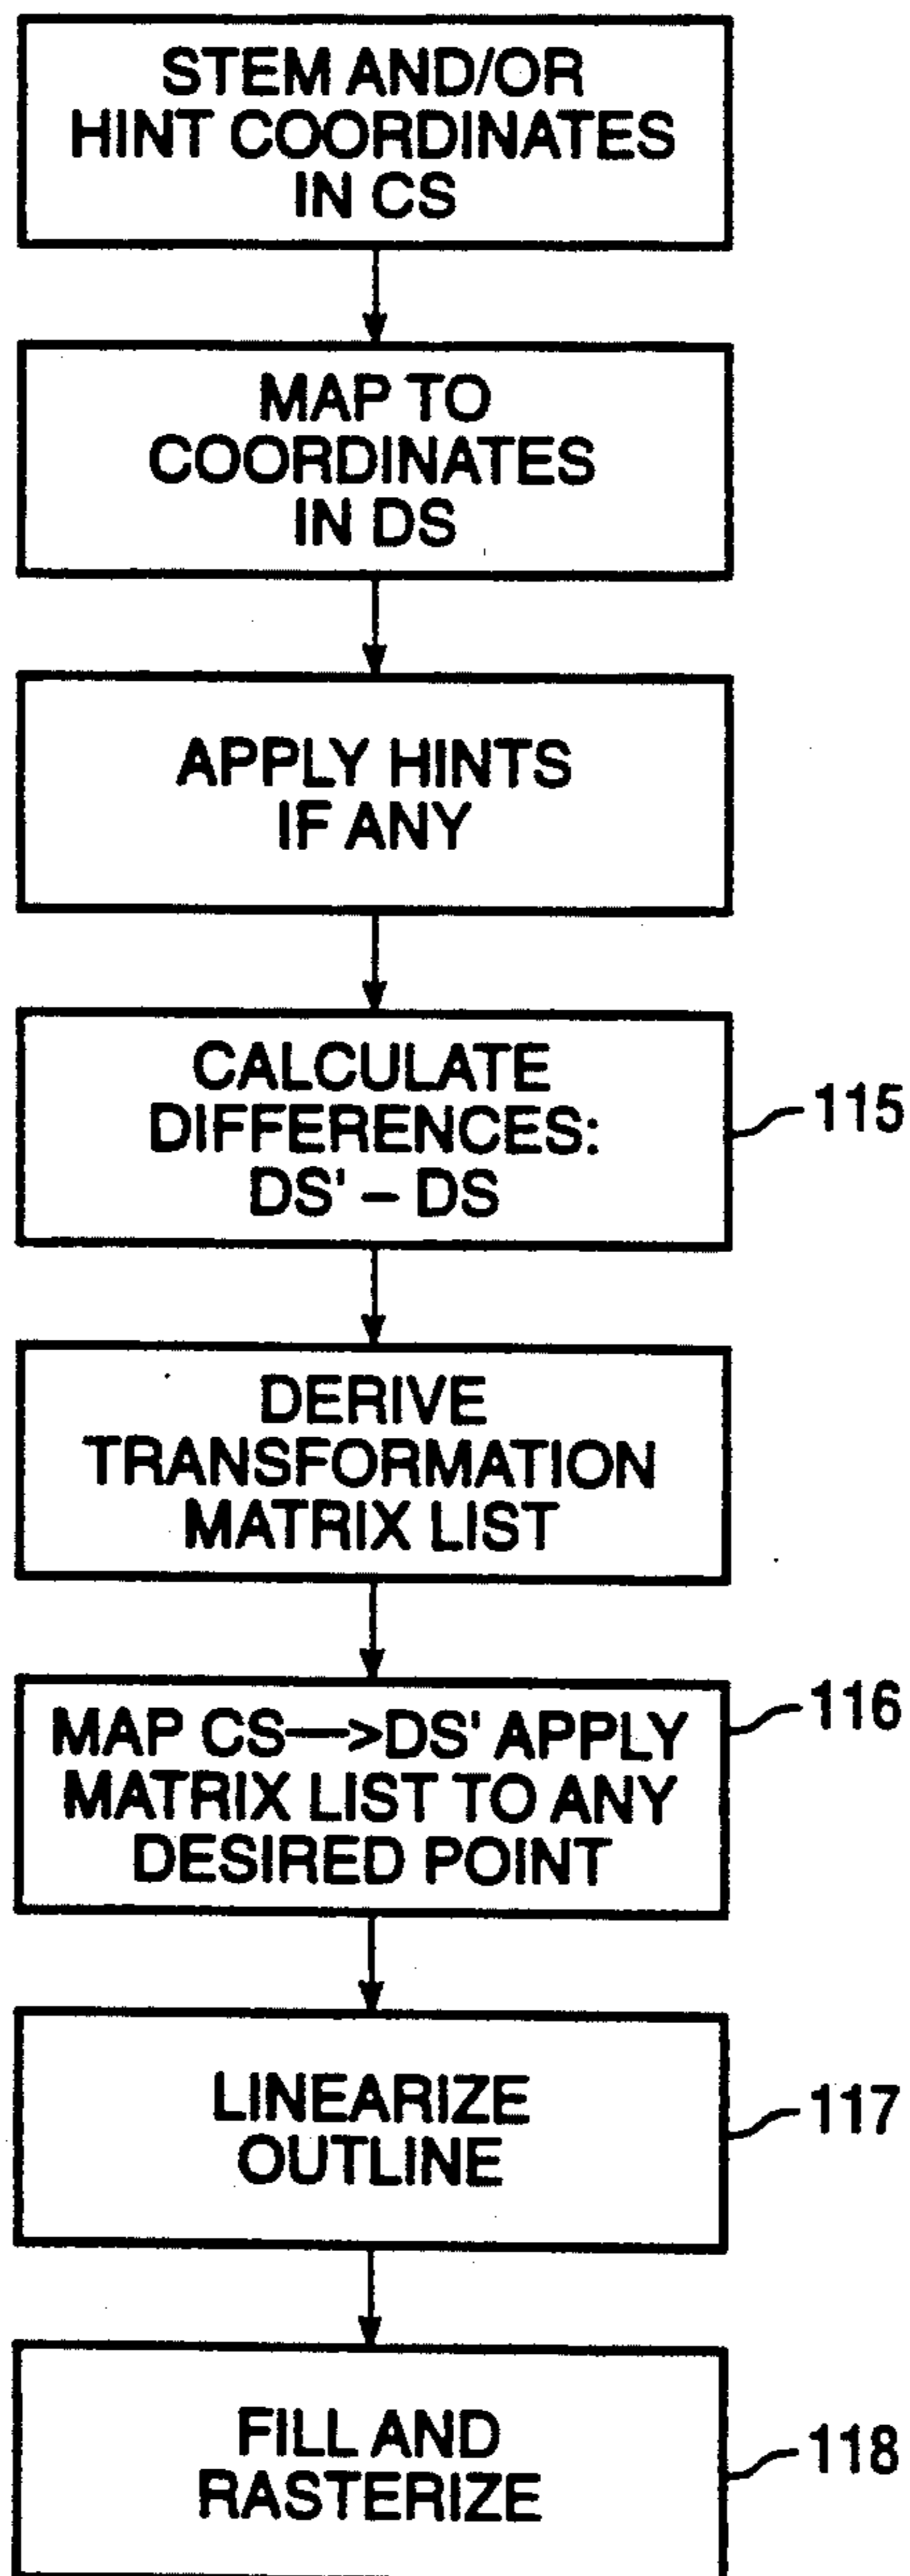 STEM AND/OR
HINT COORDINATES
IN CS
MAP TO
COORDINATES
IN DS
APPLY HINTS
IF ANY
CALCULATE
DIFFERENCES:
DS' – DS
115
DERIVE
TRANSFORMATION
MATRIX LIST
MAP CS—>DS' APPLY
MATRIX LIST TO ANY
DESIRED POINT
116
LINEARIZE
OUTLINE
117
FILL AND
RASTERIZE
118